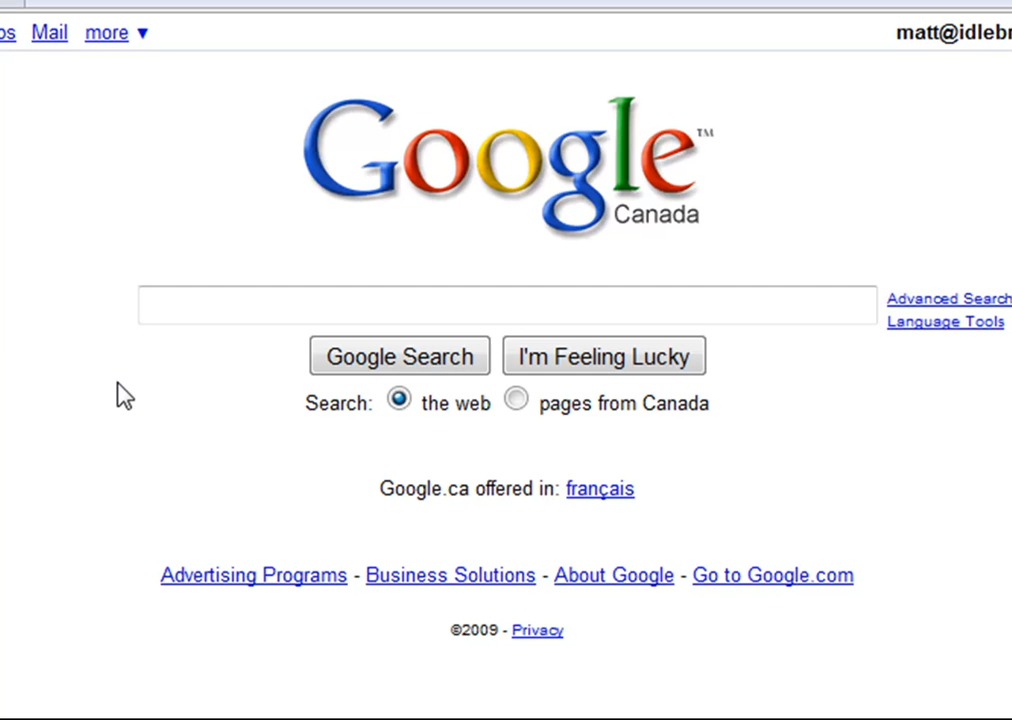 Mail more ▼ matt@idleb
Google™
Canada
Advanced Search
Language Tools
Google Search I'm Feeling Lucky
Search: the web pages from Canada
Google.ca offered in: français
Advertising Programs - Business Solutions - About Google - Go to Google.com
©2009 - Privacy